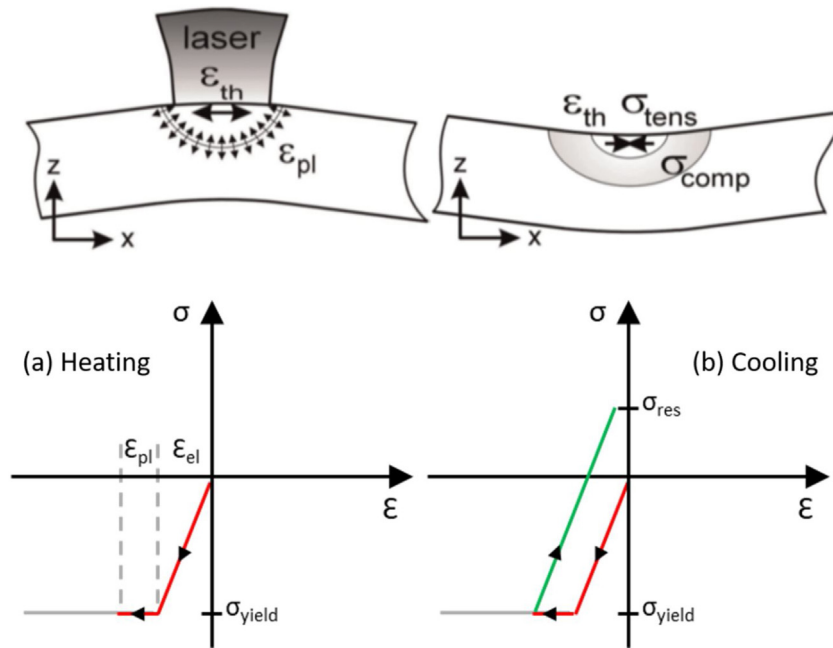 laser
εth
εpl
z
x
εth σtens
σcomp
z
x
σ
(a) Heating
εpl εel
ε
σyield
σ
(b) Cooling
σres
ε
σyield